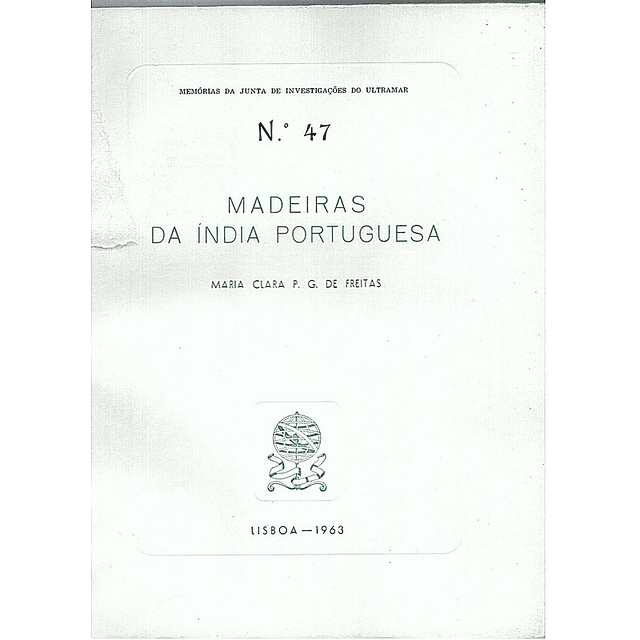 MEMÓRIAS DA JUNTA DE INVESTIGAÇÕES DO ULTRAMAR
N.º 47
MADEIRAS
DA ÍNDIA PORTUGUESA
MARIA CLARA P. G. DE FREITAS
LISBOA — 1963